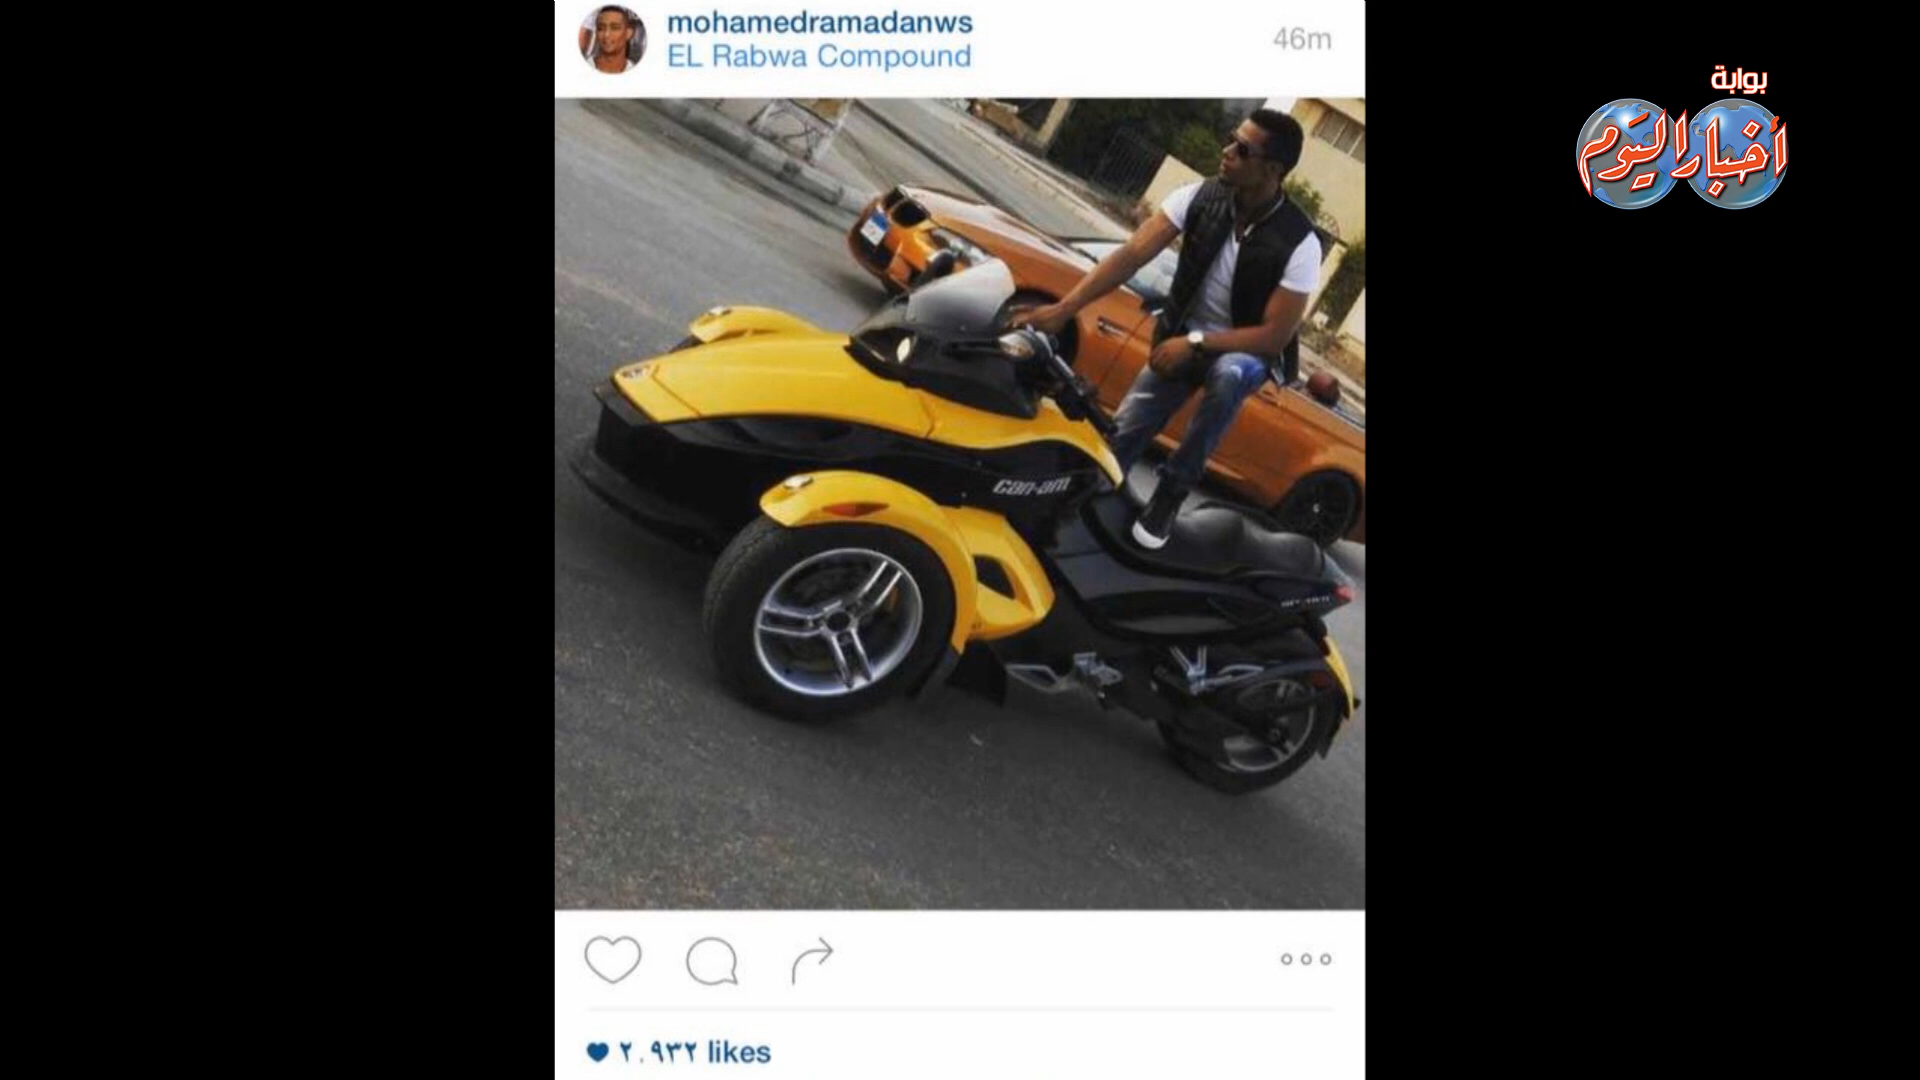 mohamedramadanws
EL Rabwa Compound
46m
بوابة
أخبار اليوم
can-am
٢.٩٣٢ likes